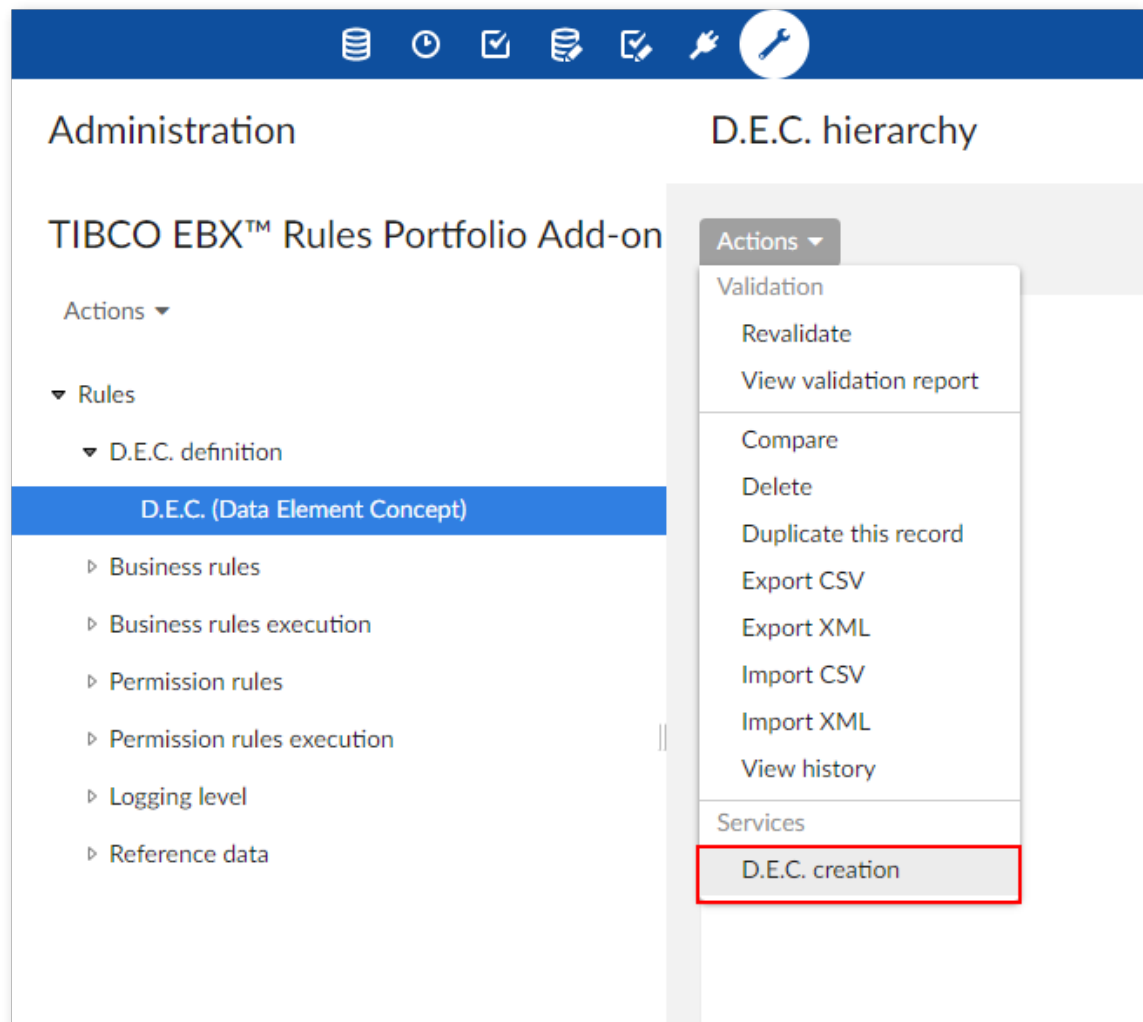 Administration
TIBCO EBX™ Rules Portfolio Add-on
Actions
Rules
D.E.C. definition
D.E.C. (Data Element Concept)
Business rules
Business rules execution
Permission rules
Permission rules execution
Logging level
Reference data
D.E.C. hierarchy
Actions
Validation
Revalidate
View validation report
Compare
Delete
Duplicate this record
Export CSV
Export XML
Import CSV
Import XML
View history
Services
D.E.C. creation